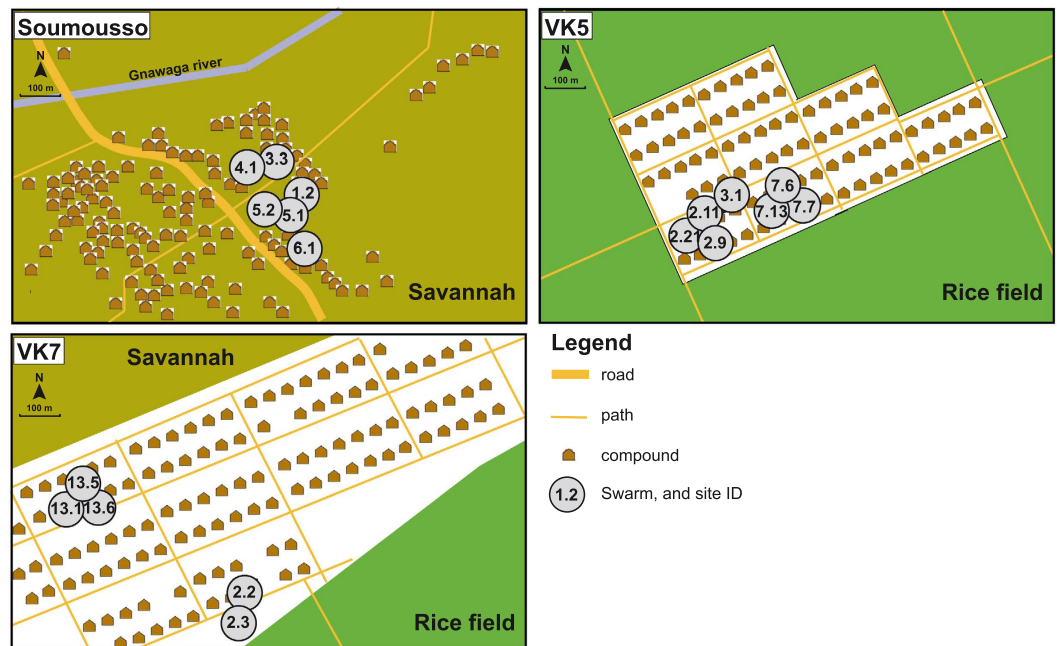 Soumousso
N
100 m
Gnawaga river
4.1
3.3
1.2
5.2
5.1
6.1
Savannah
VK5
N
100 m
3.1
7.6
2.11
7.13
7.7
2.21
2.9
Rice field
VK7
Savannah
N
100 m
13.5
13.1
13.6
2.2
2.3
Rice field
Legend
road
path
compound
1.2 Swarm, and site ID